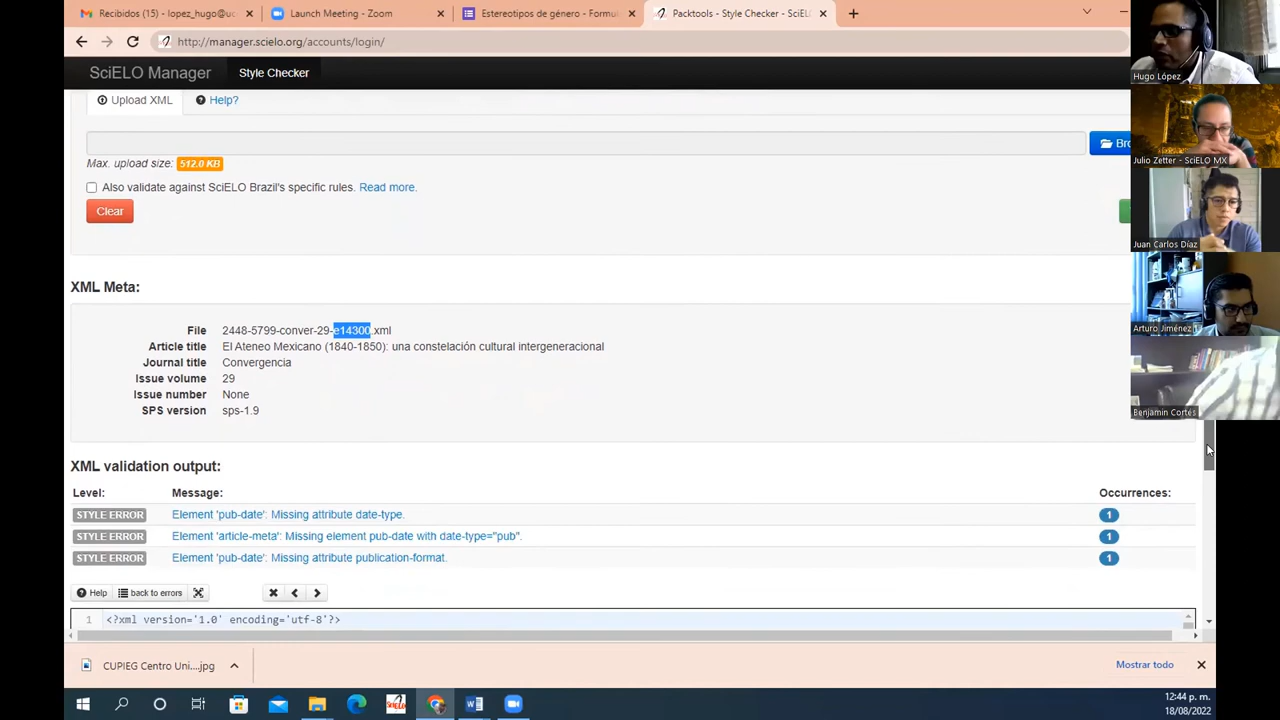 Recibidos (15) - lopez_hugo@uc
Launch Meeting - Zoom
Estereotipos de género - Formul
Packtools - Style Checker - SciEL
http://manager.scielo.org/accounts/login/
SciELO Manager
Style Checker
Upload XML
Help?
Bro
Max. upload size: 512.0 KB
Also validate against SciELO Brazil's specific rules. Read more.
Clear
XML Meta:
File 2448-5799-conver-29-e14300.xml
Article title El Ateneo Mexicano (1840-1850): una constelación cultural intergeneracional
Journal title Convergencia
Issue volume 29
Issue number None
SPS version sps-1.9
XML validation output:
Level: Message: Occurrences:
STYLE ERROR Element 'pub-date': Missing attribute date-type. 1
STYLE ERROR Element 'article-meta': Missing element pub-date with date-type="pub". 1
STYLE ERROR Element 'pub-date': Missing attribute publication-format. 1
Help back to errors
1 <?xml version='1.0' encoding='utf-8'?>
CUPIEG Centro Uni....jpg
Mostrar todo
SciELO
12:44 p. m.
18/08/2022
Hugo López
Julio Zetter - SciELO MX
Juan Carlos Díaz
Arturo Jiménez
Benjamin Cortés